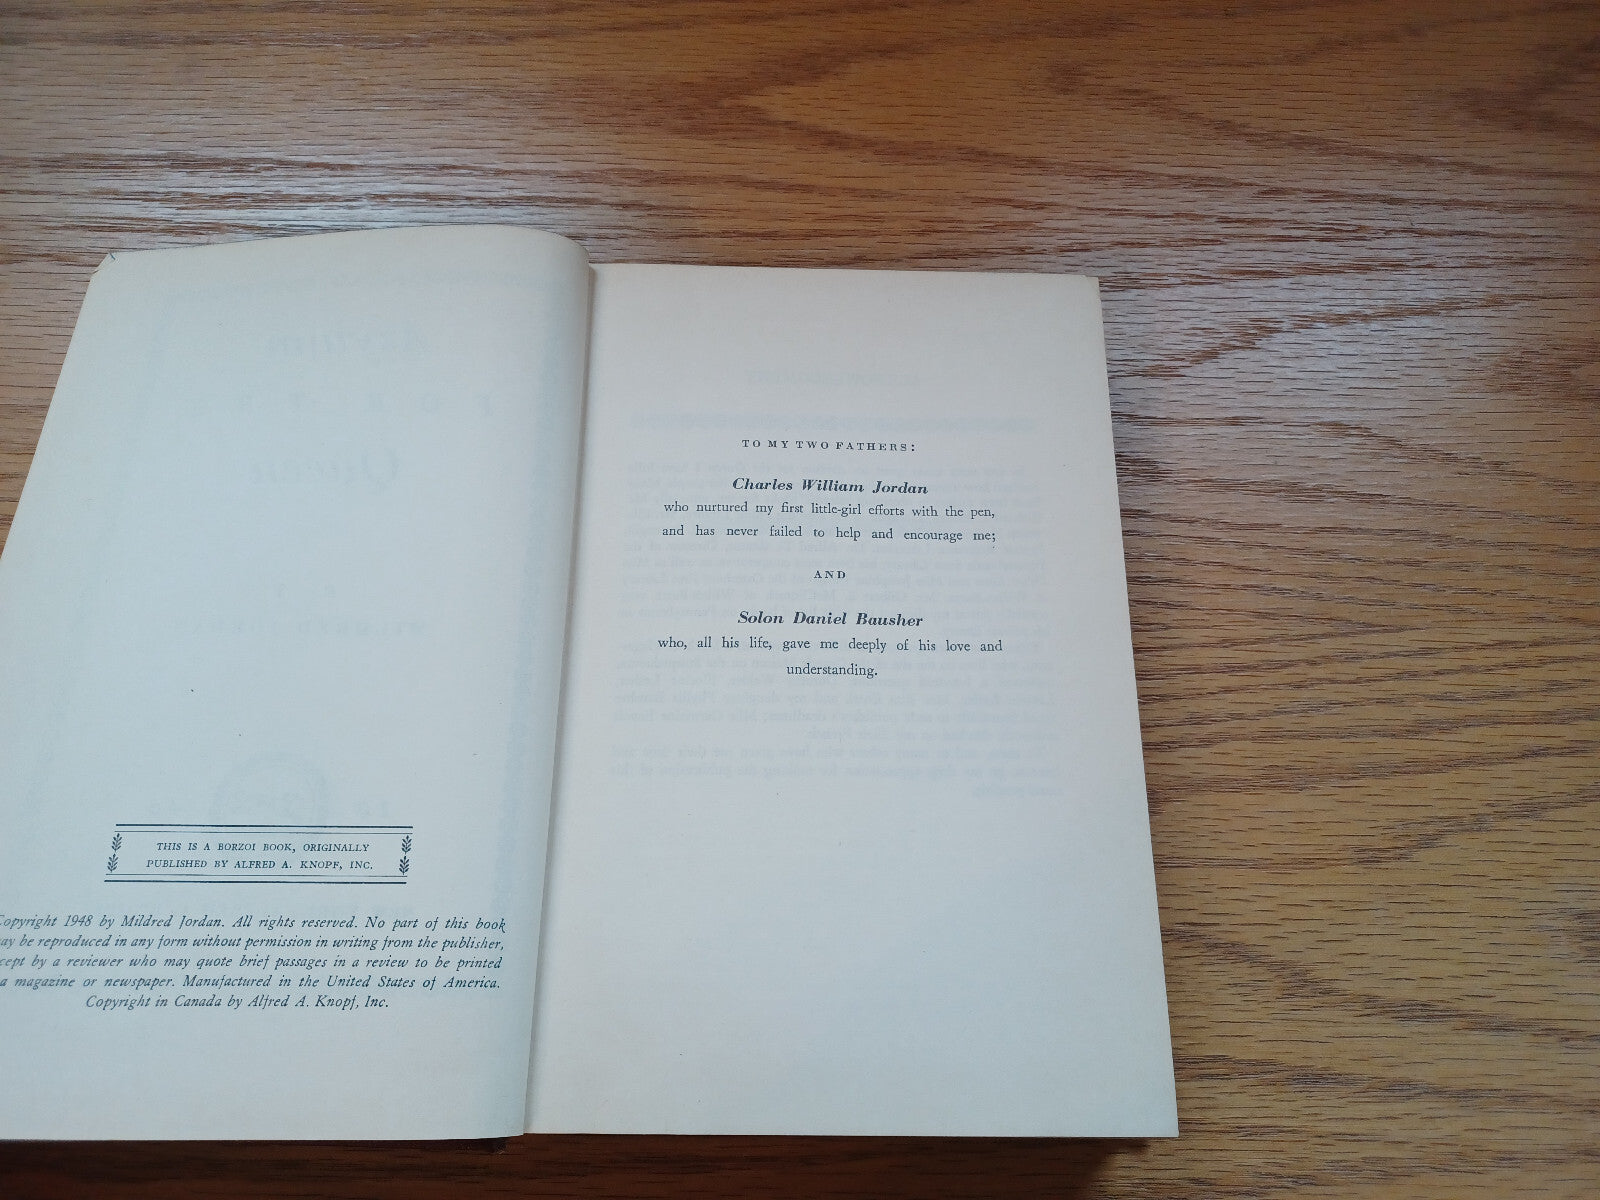 THIS IS A BORZOI BOOK, ORIGINALLY
PUBLISHED BY ALFRED A. KNOPF, INC.
Copyright 1948 by Mildred Jordan. All rights reserved. No part of this book
may be reproduced in any form without permission in writing from the publisher,
except by a reviewer who may quote brief passages in a review to be printed
a magazine or newspaper. Manufactured in the United States of America.
Copyright in Canada by Alfred A. Knopf, Inc.
TO MY TWO FATHERS:
Charles William Jordan
who nurtured my first little-girl efforts with the pen,
and has never failed to help and encourage me;
AND
Solon Daniel Bausher
who, all his life, gave me deeply of his love and
understanding.